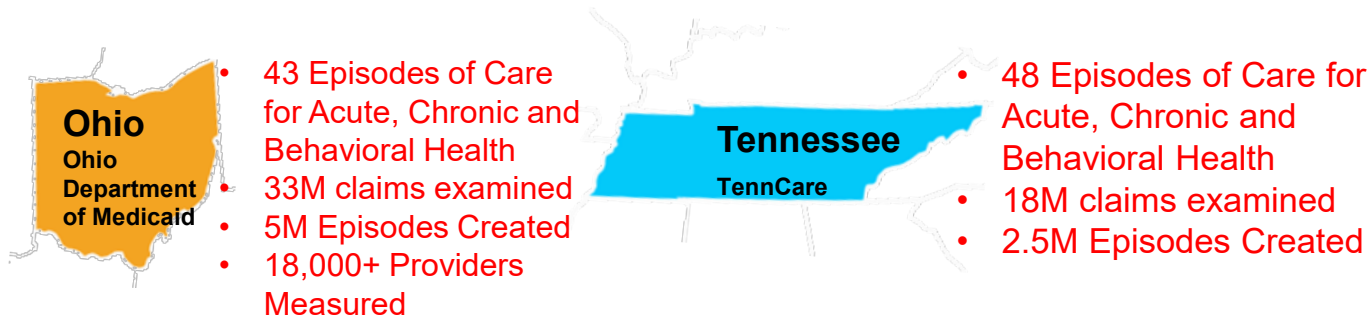 Ohio
Ohio
Department
of Medicaid
• 43 Episodes of Care
for Acute, Chronic and
Behavioral Health
• 33M claims examined
• 5M Episodes Created
• 18,000+ Providers
Measured
Tennessee
TennCare
• 48 Episodes of Care for
Acute, Chronic and
Behavioral Health
• 18M claims examined
• 2.5M Episodes Created